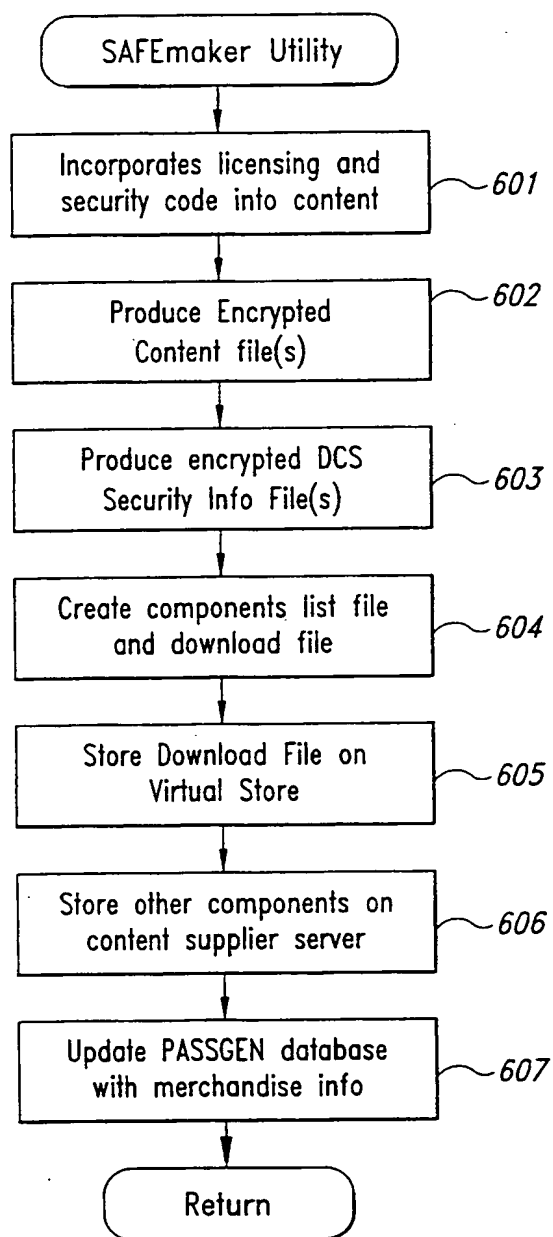 SAFEmaker Utility
Incorporates licensing and
security code into content
601
Produce Encrypted
Content file(s)
602
Produce encrypted DCS
Security Info File(s)
603
Create components list file
and download file
604
Store Download File on
Virtual Store
605
Store other components on
content supplier server
606
Update PASSGEN database
with merchandise info
607
Return